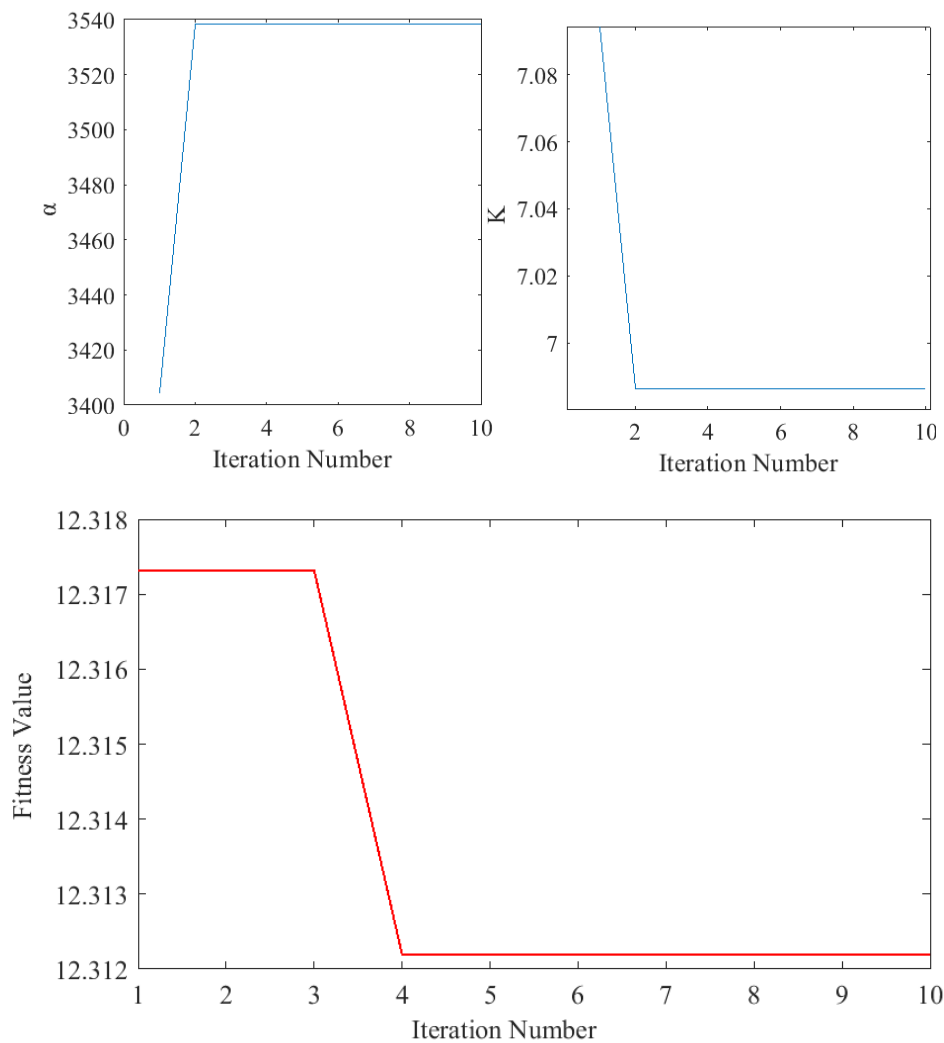 3540
3520
3500
3480
3460
3440
3420
3400
α
0 2 4 6 8 10
Iteration Number
7.08
7.06
7.04
7.02
7
K
2 4 6 8 10
Iteration Number
12.318
12.317
12.316
12.315
12.314
12.313
12.312
Fitness Value
1 2 3 4 5 6 7 8 9 10
Iteration Number